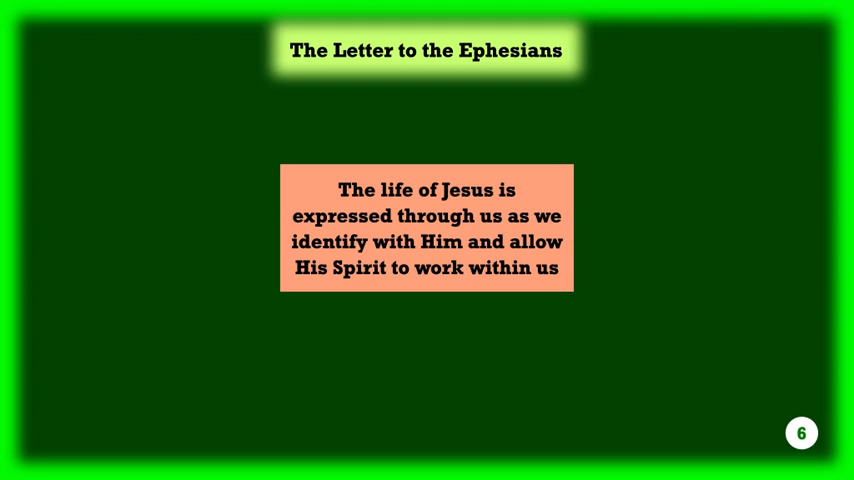 The Letter to the Ephesians
The life of Jesus is
expressed through us as we
identify with Him and allow
His Spirit to work within us
6